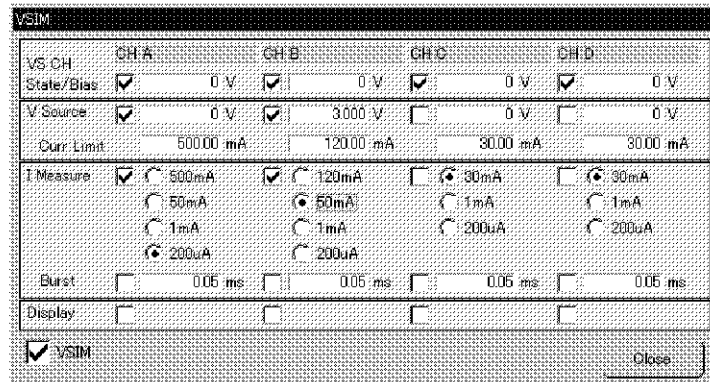 VSIM
CH A CH B CH C CH D
VS CH
State/Bias 0 V 0 V 0 V 0 V
V Source 0 V 3.000 V 0 V 0 V
Curr Limit 500.00 mA 120.00 mA 30.00 mA 30.00 mA
I Measure 500mA 120mA 30mA 30mA
50mA 50mA 1mA 1mA
1mA 1mA 200uA 200uA
200uA 200uA
Burst 0.05 ms 0.05 ms 0.05 ms 0.05 ms
Display
VSIM Close